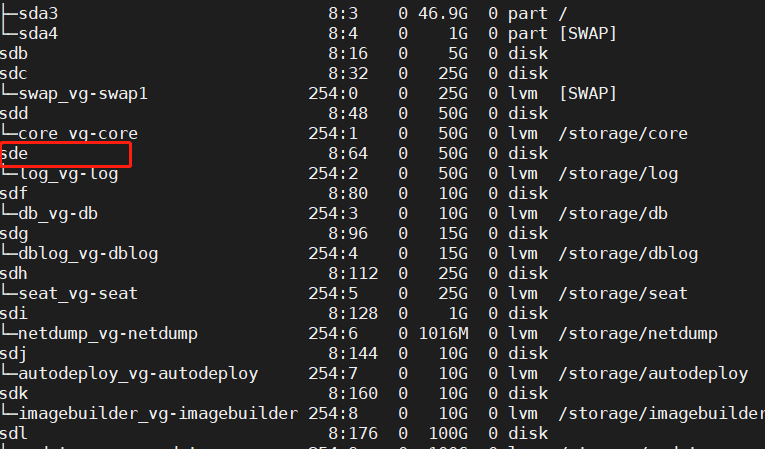 ├─sda3 8:3 0 46.9G 0 part /
└─sda4 8:4 0 1G 0 part [SWAP]
sdb 8:16 0 5G 0 disk
sdc 8:32 0 25G 0 disk
└─swap_vg-swap1 254:0 0 25G 0 lvm [SWAP]
sdd 8:48 0 50G 0 disk
└─core_vg-core 254:1 0 50G 0 lvm /storage/core
sde 8:64 0 50G 0 disk
└─log_vg-log 254:2 0 50G 0 lvm /storage/log
sdf 8:80 0 10G 0 disk
└─db_vg-db 254:3 0 10G 0 lvm /storage/db
sdg 8:96 0 15G 0 disk
└─dblog_vg-dblog 254:4 0 15G 0 lvm /storage/dblog
sdh 8:112 0 25G 0 disk
└─seat_vg-seat 254:5 0 25G 0 lvm /storage/seat
sdi 8:128 0 1G 0 disk
└─netdump_vg-netdump 254:6 0 1016M 0 lvm /storage/netdump
sdj 8:144 0 10G 0 disk
└─autodeploy_vg-autodeploy 254:7 0 10G 0 lvm /storage/autodeploy
sdk 8:160 0 10G 0 disk
└─imagebuilder_vg-imagebuilder 254:8 0 10G 0 lvm /storage/imagebuilder
sdl 8:176 0 100G 0 disk